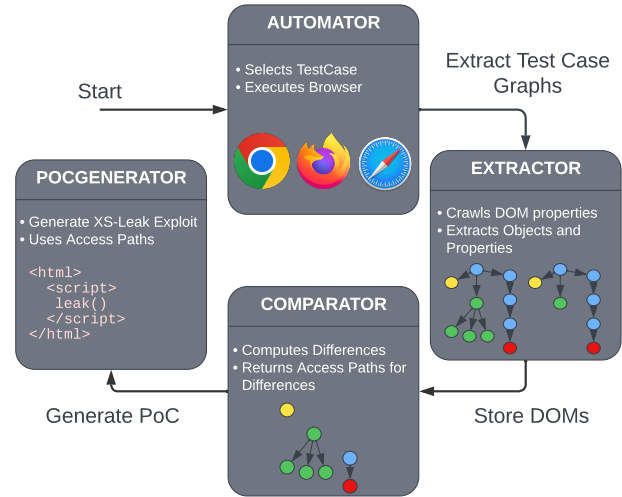 AUTOMATOR
• Selects TestCase
• Executes Browser
Start
Extract Test Case
Graphs
EXTRACTOR
• Crawls DOM properties
• Extracts Objects and
Properties
POCGENERATOR
• Generate XS-Leak Exploit
• Uses Access Paths
<html>
<script>
leak()
</script>
</html>
COMPARATOR
• Computes Differences
• Returns Access Paths for
Differences
Generate PoC
Store DOMs